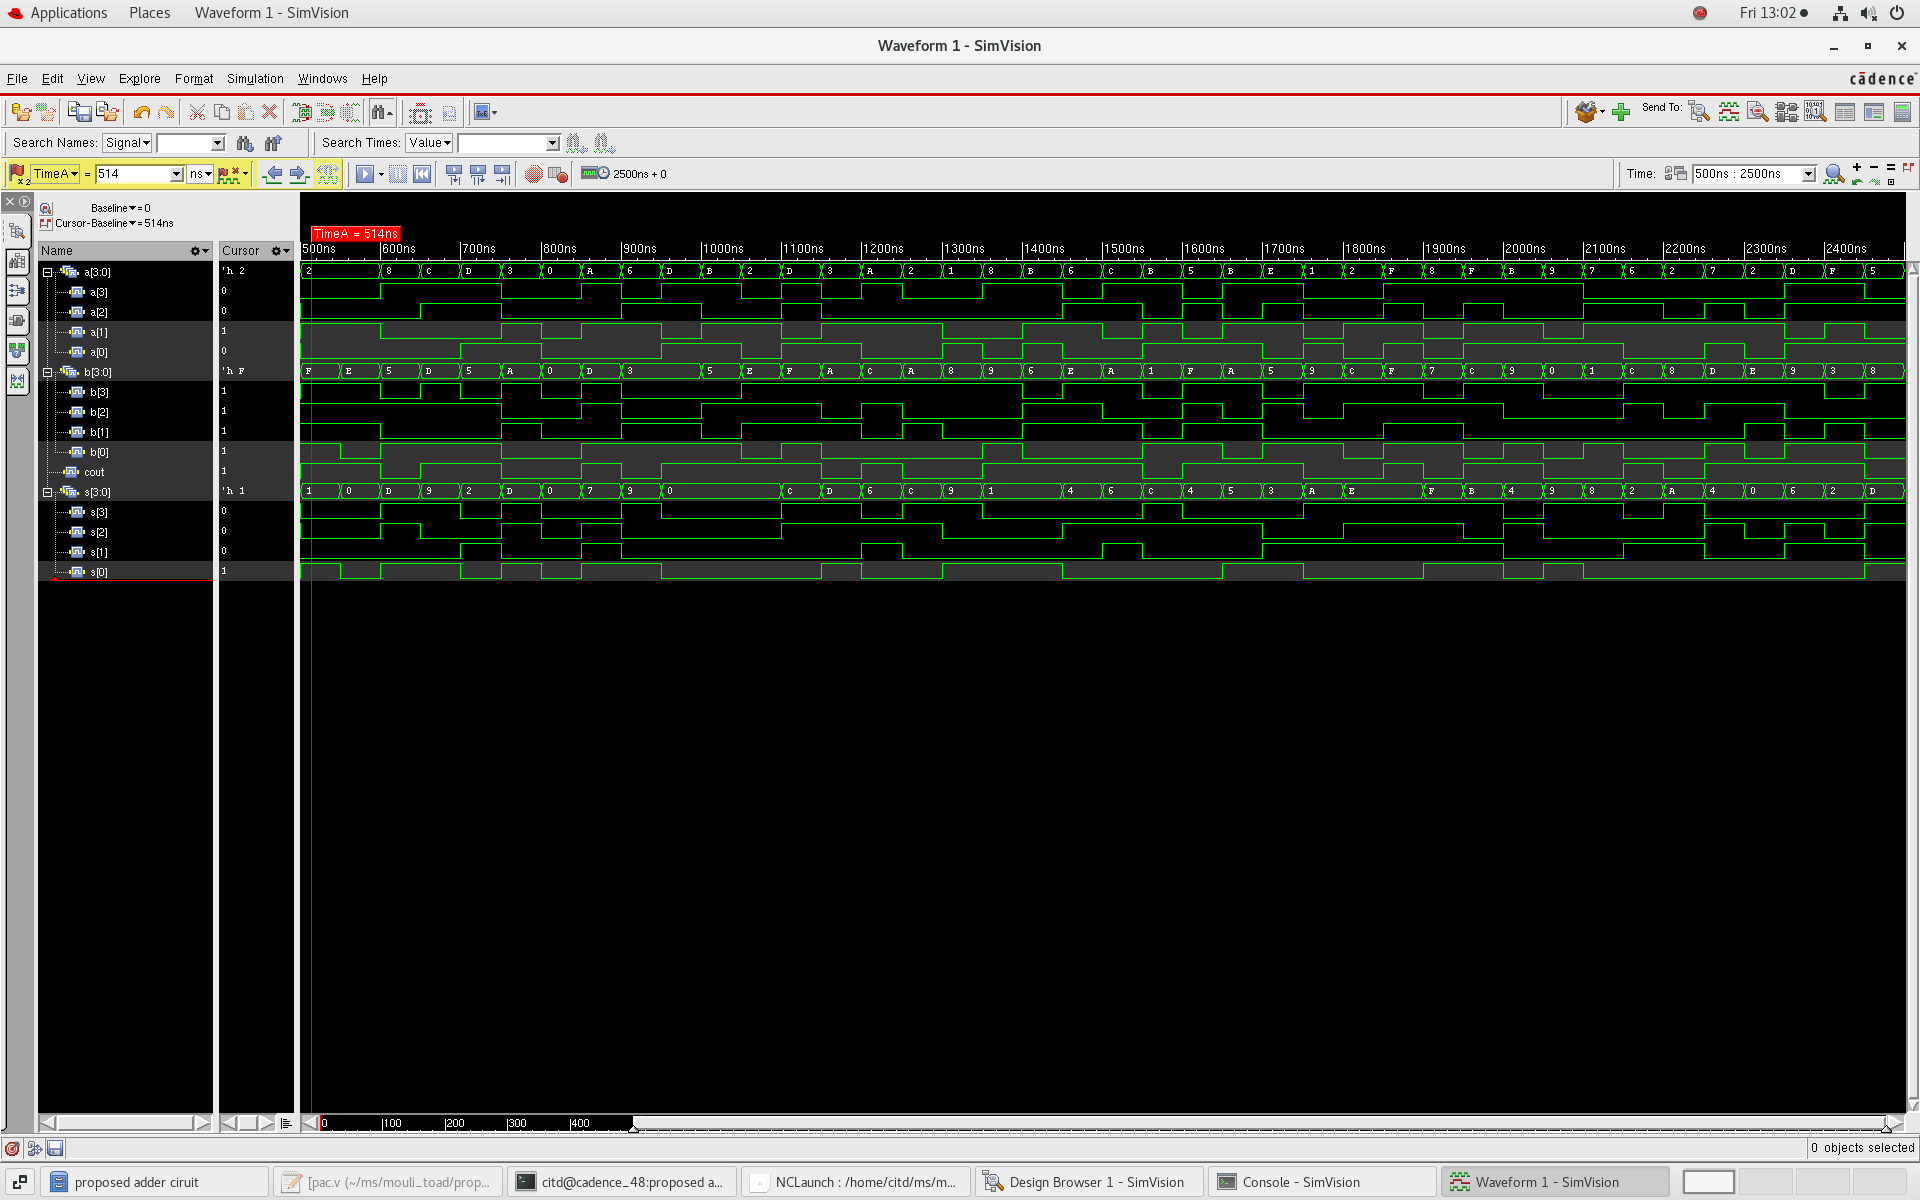 Applications Places Waveform 1 - SimVision Fri 13:02
Waveform 1 - SimVision
File Edit View Explore Format Simulation Windows Help cādence
Send To:
Search Names: Signal Search Times: Value
TimeA = 514 ns 2500ns + 0 Time: 500ns : 2500ns
Baseline = 0
Cursor-Baseline = 514ns
TimeA = 514ns
Name Cursor 500ns 600ns 700ns 800ns 900ns 1000ns 1100ns 1200ns 1300ns 1400ns 1500ns 1600ns 1700ns 1800ns 1900ns 2000ns 2100ns 2200ns 2300ns 2400ns
a[3:0] 'h 2 2 8 C D 3 0 A 6 D B 2 D 3 A 2 1 8 B 6 C B 5 B E 1 2 F 8 F B 9 7 6 2 7 2 D F 5
a[3] 0
a[2] 0
a[1] 1
a[0] 0
b[3:0] 'h F F E 5 D 5 A 0 D 3 5 E F A C A 8 9 6 E A 1 F A 5 9 C F 7 C 9 0 1 C 8 D E 9 3 8
b[3] 1
b[2] 1
b[1] 1
b[0] 1
cout 1
s[3:0] 'h 1 1 0 D 9 2 D 0 7 9 0 C D 6 C 9 1 4 6 C 4 5 3 A E F B 4 9 8 2 A 4 0 6 2 D
s[3] 0
s[2] 0
s[1] 0
s[0] 1
0 100 200 300 400
0 objects selected
proposed adder ciruit [pac.v (~/ms/mouli_toad/prop... citd@cadence_48:proposed a... NCLaunch : /home/citd/ms/m... Design Browser 1 - SimVision Console - SimVision Waveform 1 - SimVision